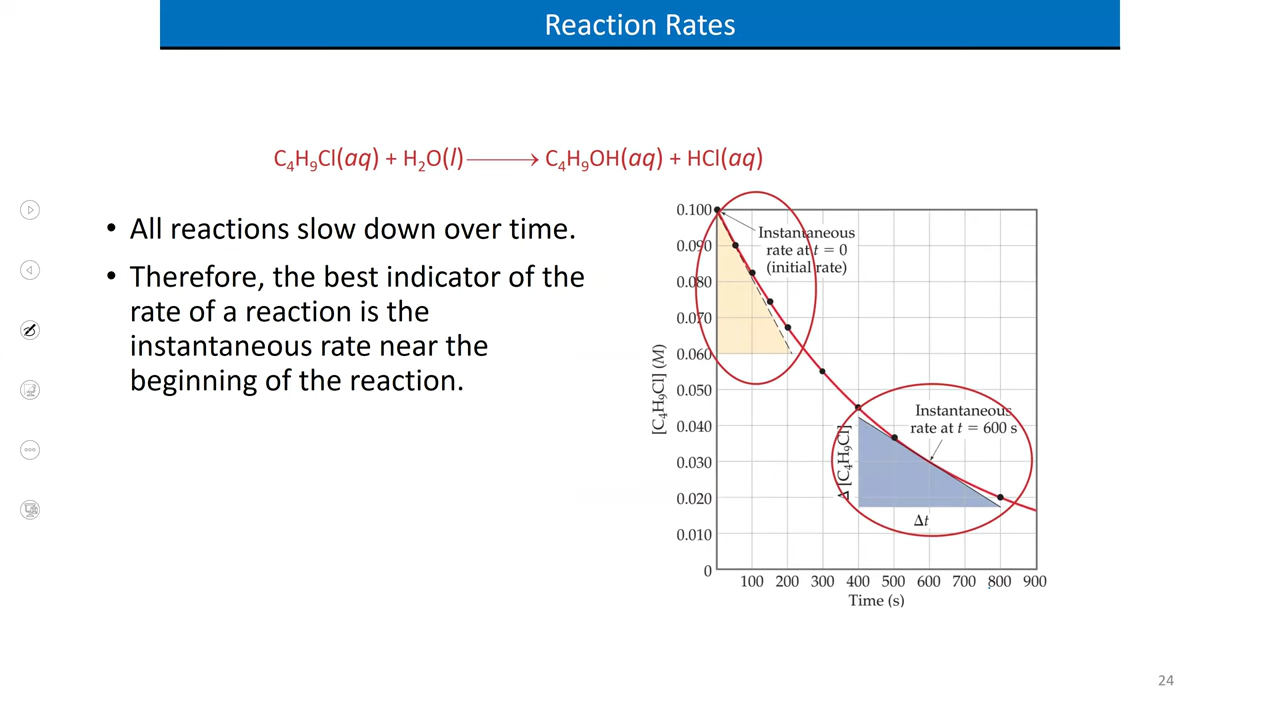 Reaction Rates
C₄H₉Cl(aq) + H₂O(l) ⟶ C₄H₉OH(aq) + HCl(aq)
• All reactions slow down over time.
• Therefore, the best indicator of the
rate of a reaction is the
instantaneous rate near the
beginning of the reaction.
0.100
0.090
0.080
0.070
0.060
0.050
0.040
0.030
0.020
0.010
0
[C₄H₉Cl] (M)
Instantaneous
rate at t = 0
(initial rate)
Instantaneous
rate at t = 600 s
Δ [C₄H₉Cl]
Δt
100 200 300 400 500 600 700 800 900
Time (s)
24